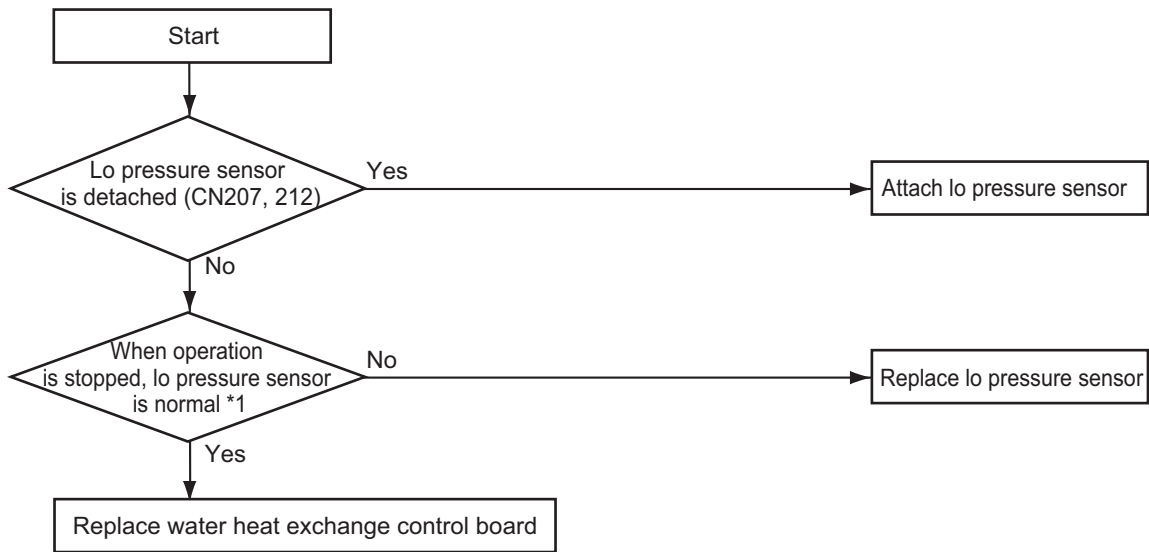 Start
Lo pressure sensor
is detached (CN207, 212)
Yes
Attach lo pressure sensor
No
When operation
is stopped, lo pressure sensor
is normal *1
No
Replace lo pressure sensor
Yes
Replace water heat exchange control board